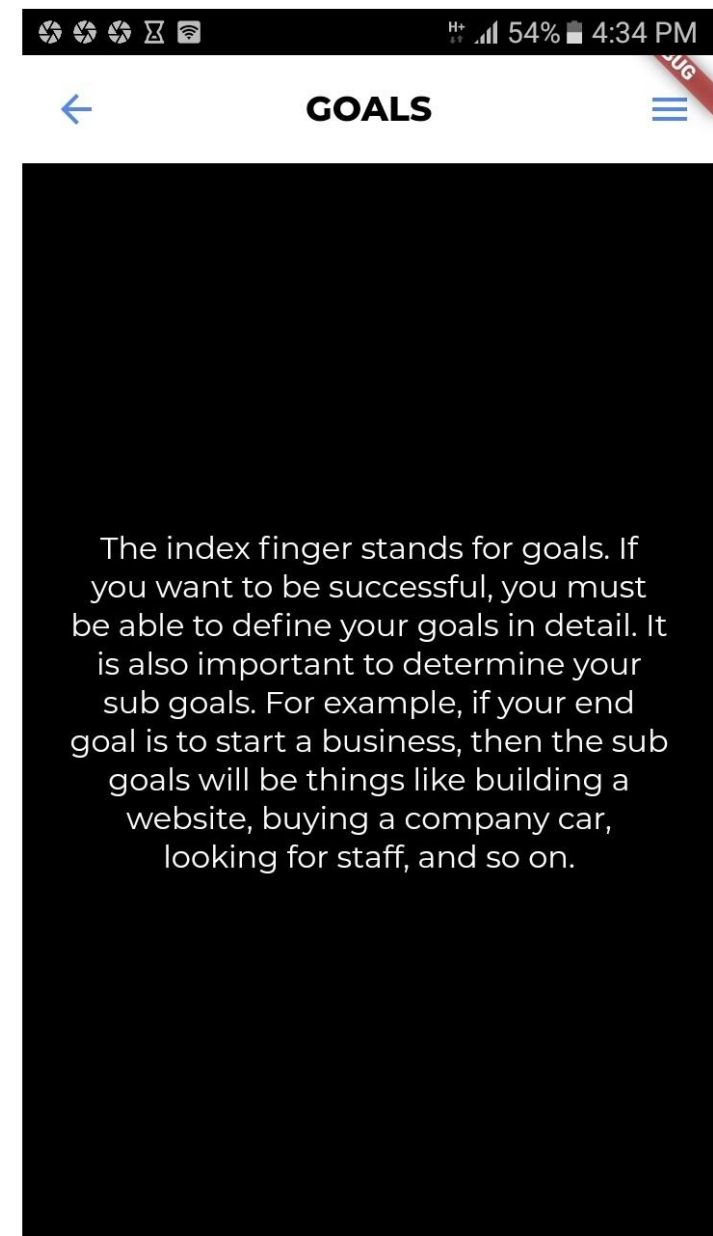 H+ 54% 4:34 PM
GOALS
The index finger stands for goals. If
you want to be successful, you must
be able to define your goals in detail. It
is also important to determine your
sub goals. For example, if your end
goal is to start a business, then the sub
goals will be things like building a
website, buying a company car,
looking for staff, and so on.